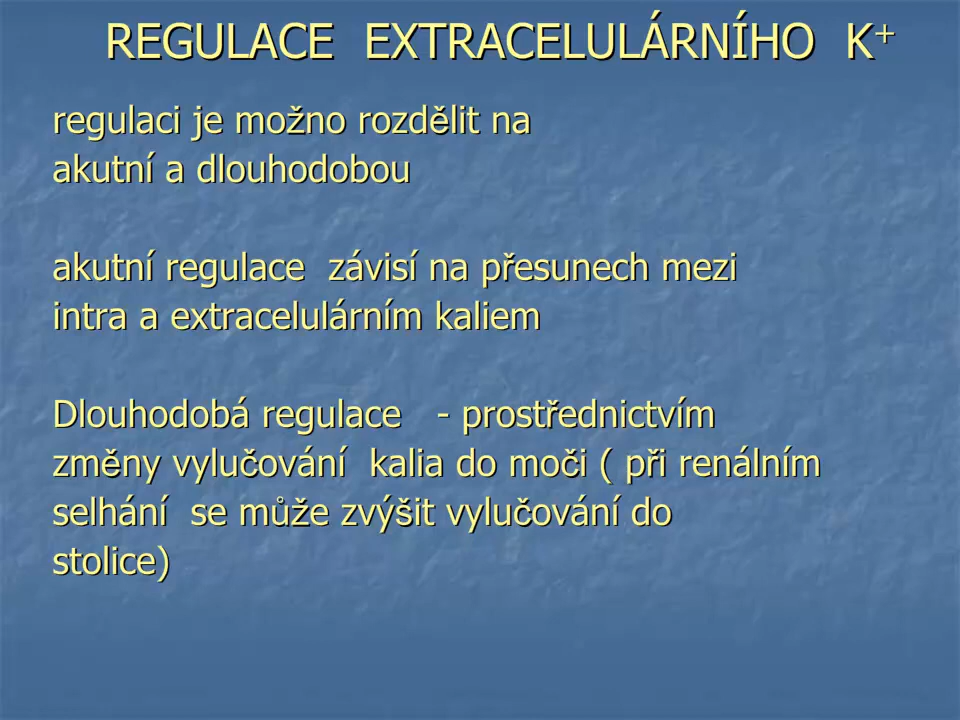 REGULACE EXTRACELULÁRNÍHO K⁺
regulaci je možno rozdělit na
akutní a dlouhodobou
akutní regulace závisí na přesunech mezi
intra a extracelulárním kaliem
Dlouhodobá regulace - prostřednictvím
změny vylučování kalia do moči ( při renálním
selhání se může zvýšit vylučování do
stolice)